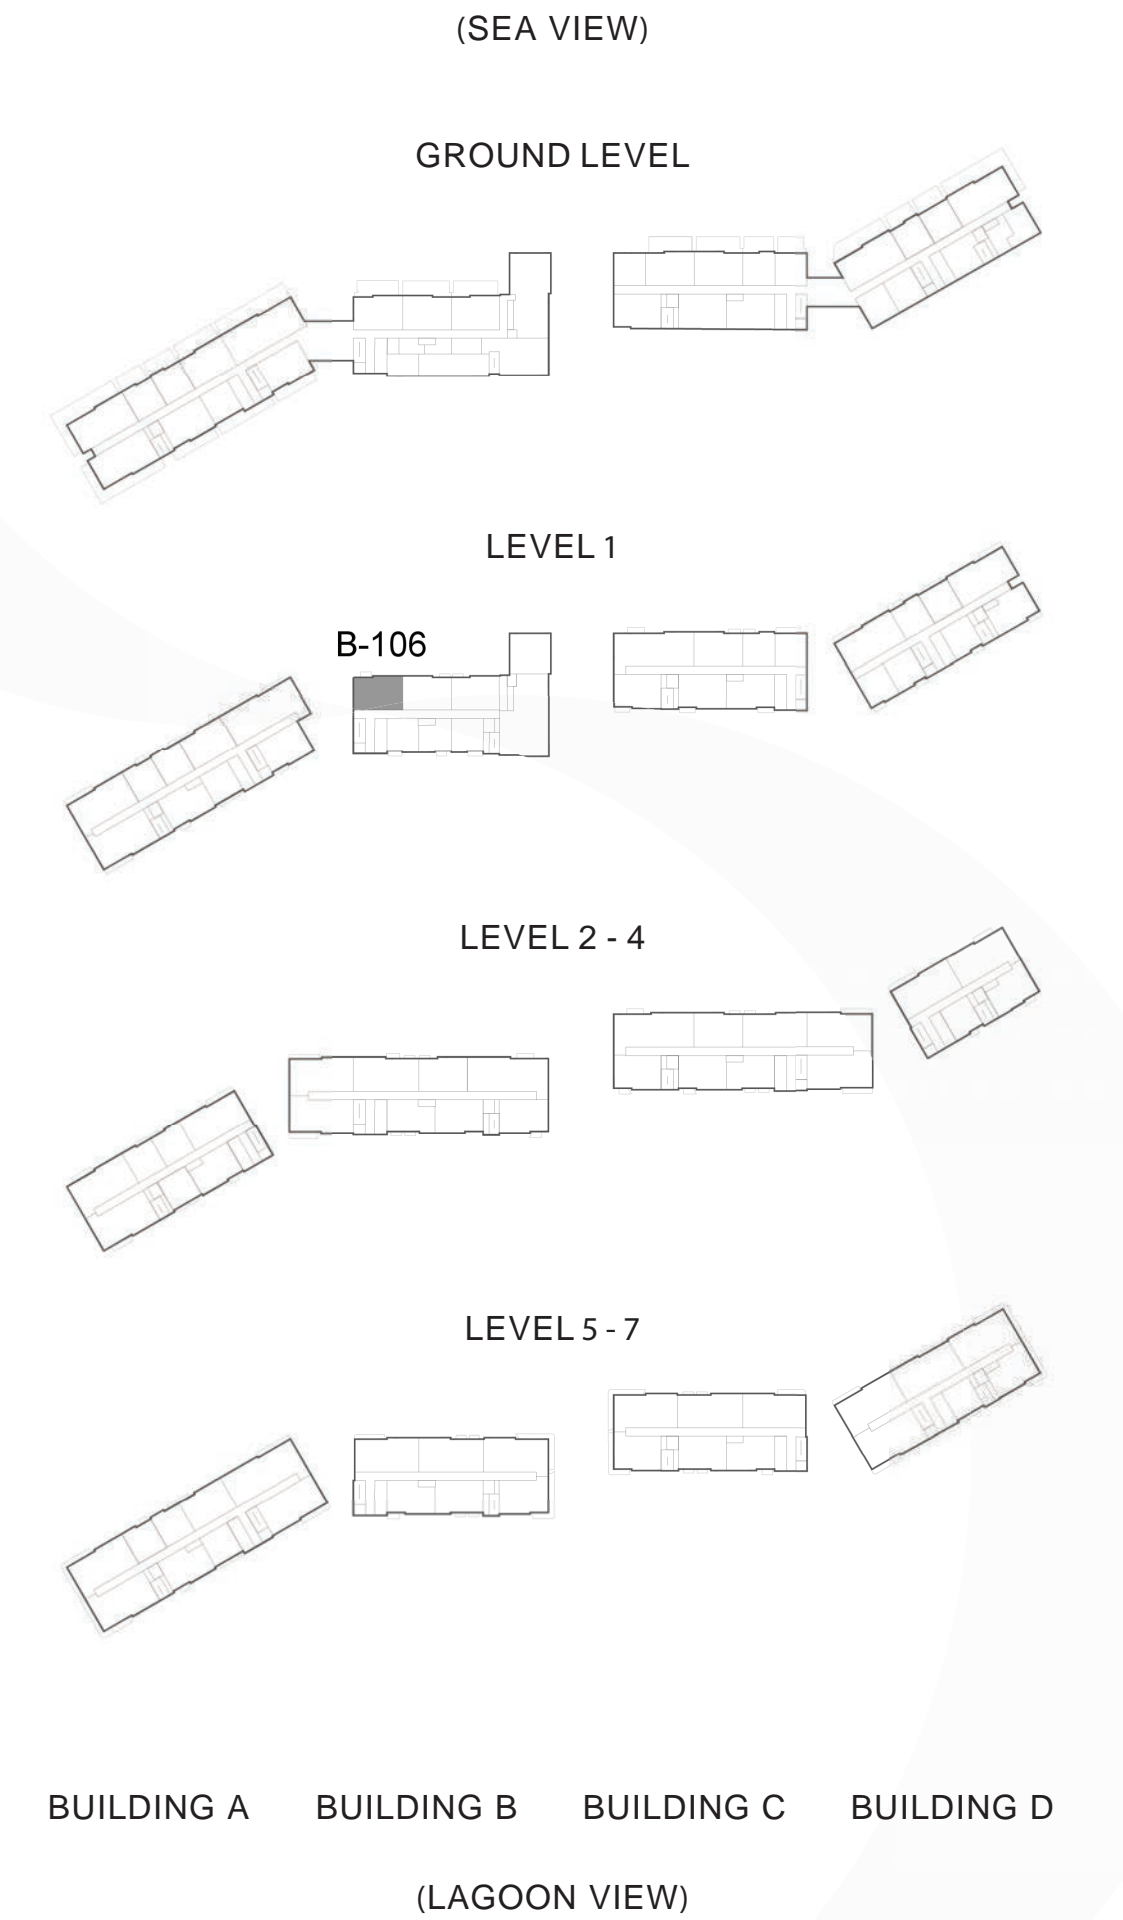 (SEA VIEW)
GROUND LEVEL
LEVEL 1
B-106
LEVEL 2 - 4
LEVEL 5 - 7
BUILDING A BUILDING B BUILDING C BUILDING D
(LAGOON VIEW)